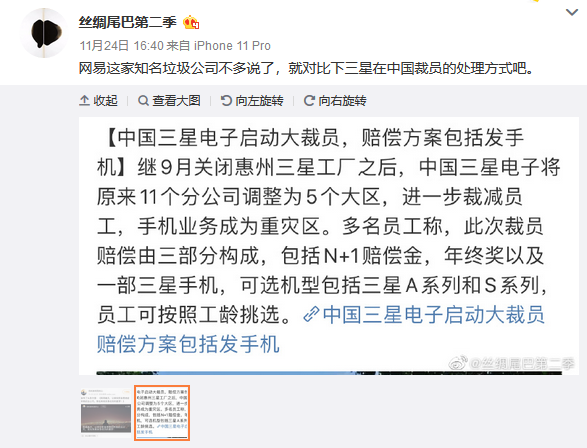 丝绸尾巴第二季
11月24日 16:40 来自 iPhone 11 Pro
网易这家知名垃圾公司不多说了，就对比下三星在中国裁员的处理方式吧。
收起 查看大图 向左旋转 向右旋转
【中国三星电子启动大裁员，赔偿方案包括发手
机】继9月关闭惠州三星工厂之后，中国三星电子将
原来11个分公司调整为5个大区，进一步裁减员
工，手机业务成为重灾区。多名员工称，此次裁员
赔偿由三部分构成，包括N+1赔偿金，年终奖以及
一部三星手机，可选机型包括三星A系列和S系列，
员工可按照工龄挑选。中国三星电子启动大裁员
赔偿方案包括发手机
@丝绸尾巴第二季